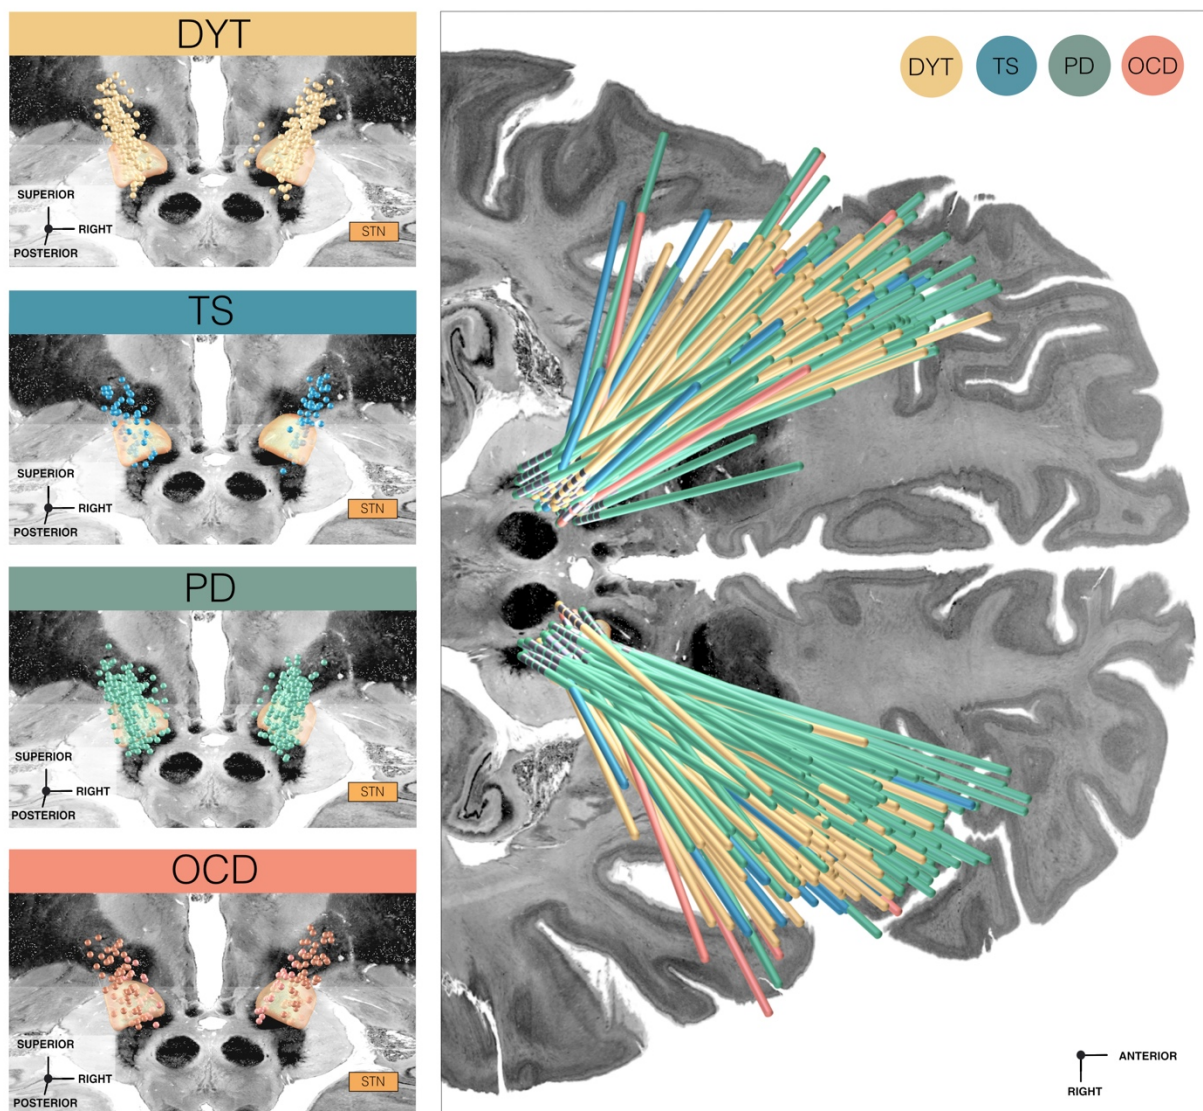 DYT
SUPERIOR
RIGHT
POSTERIOR
STN
TS
SUPERIOR
RIGHT
POSTERIOR
STN
PD
SUPERIOR
RIGHT
POSTERIOR
STN
OCD
SUPERIOR
RIGHT
POSTERIOR
STN
DYT TS PD OCD
ANTERIOR
RIGHT